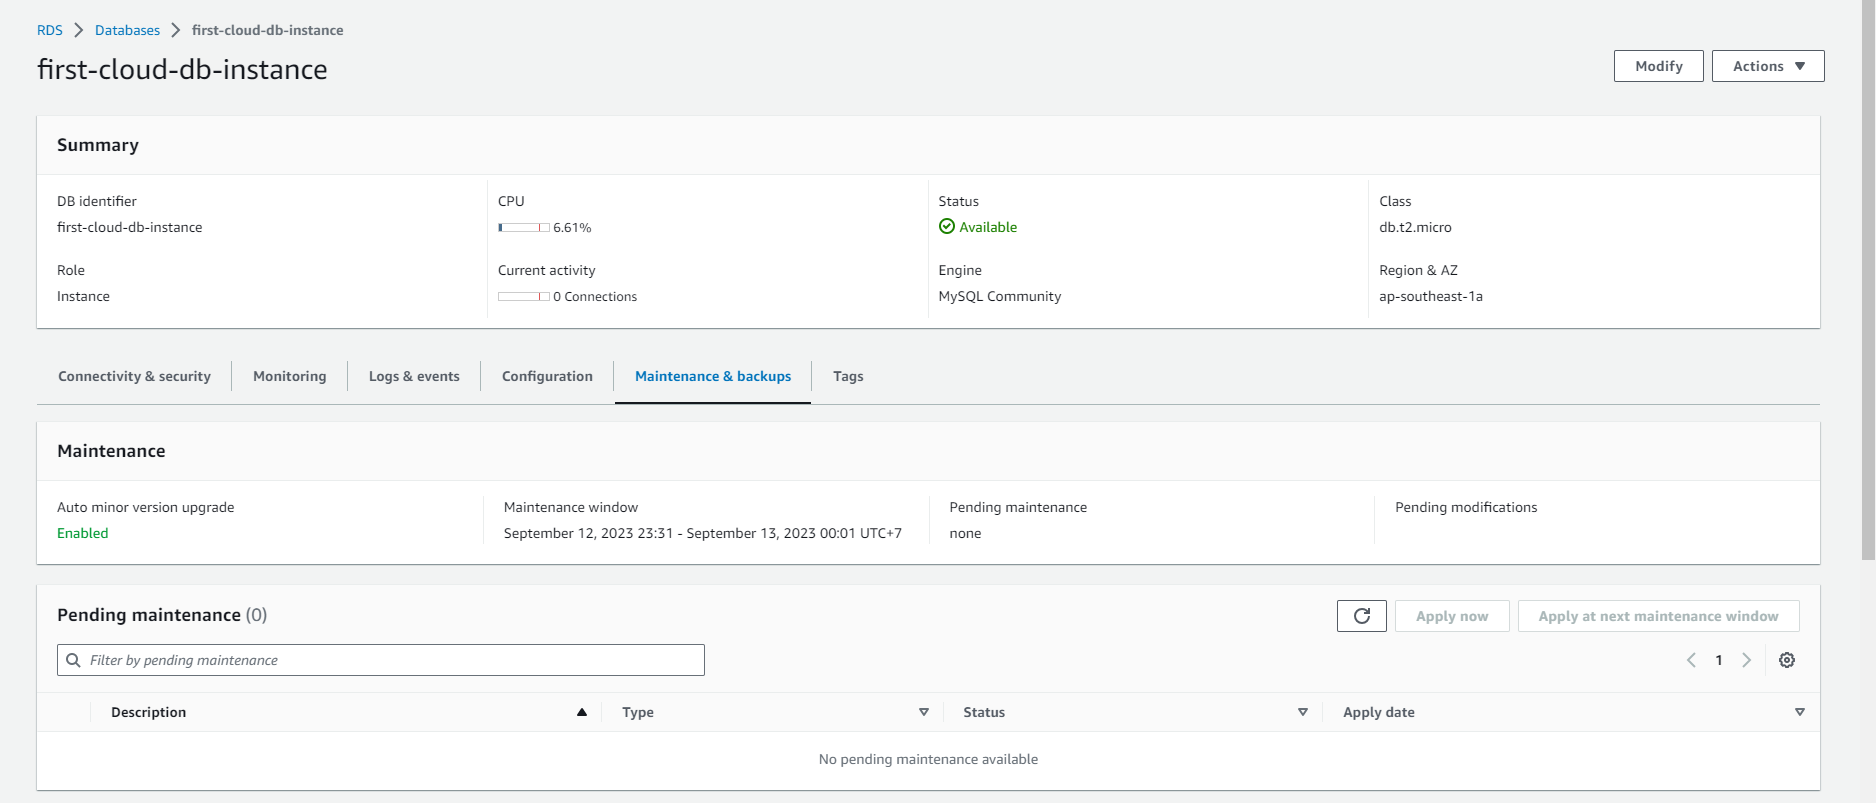 RDS > Databases > first-cloud-db-instance
first-cloud-db-instance
Modify
Actions
Summary
DB identifier
first-cloud-db-instance
CPU
6.61%
Status
Available
Class
db.t2.micro
Role
Instance
Current activity
0 Connections
Engine
MySQL Community
Region & AZ
ap-southeast-1a
Connectivity & security
Monitoring
Logs & events
Configuration
Maintenance & backups
Tags
Maintenance
Auto minor version upgrade
Enabled
Maintenance window
September 12, 2023 23:31 - September 13, 2023 00:01 UTC+7
Pending maintenance
none
Pending modifications
Pending maintenance (0)
Apply now
Apply at next maintenance window
Filter by pending maintenance
1
Description
Type
Status
Apply date
No pending maintenance available